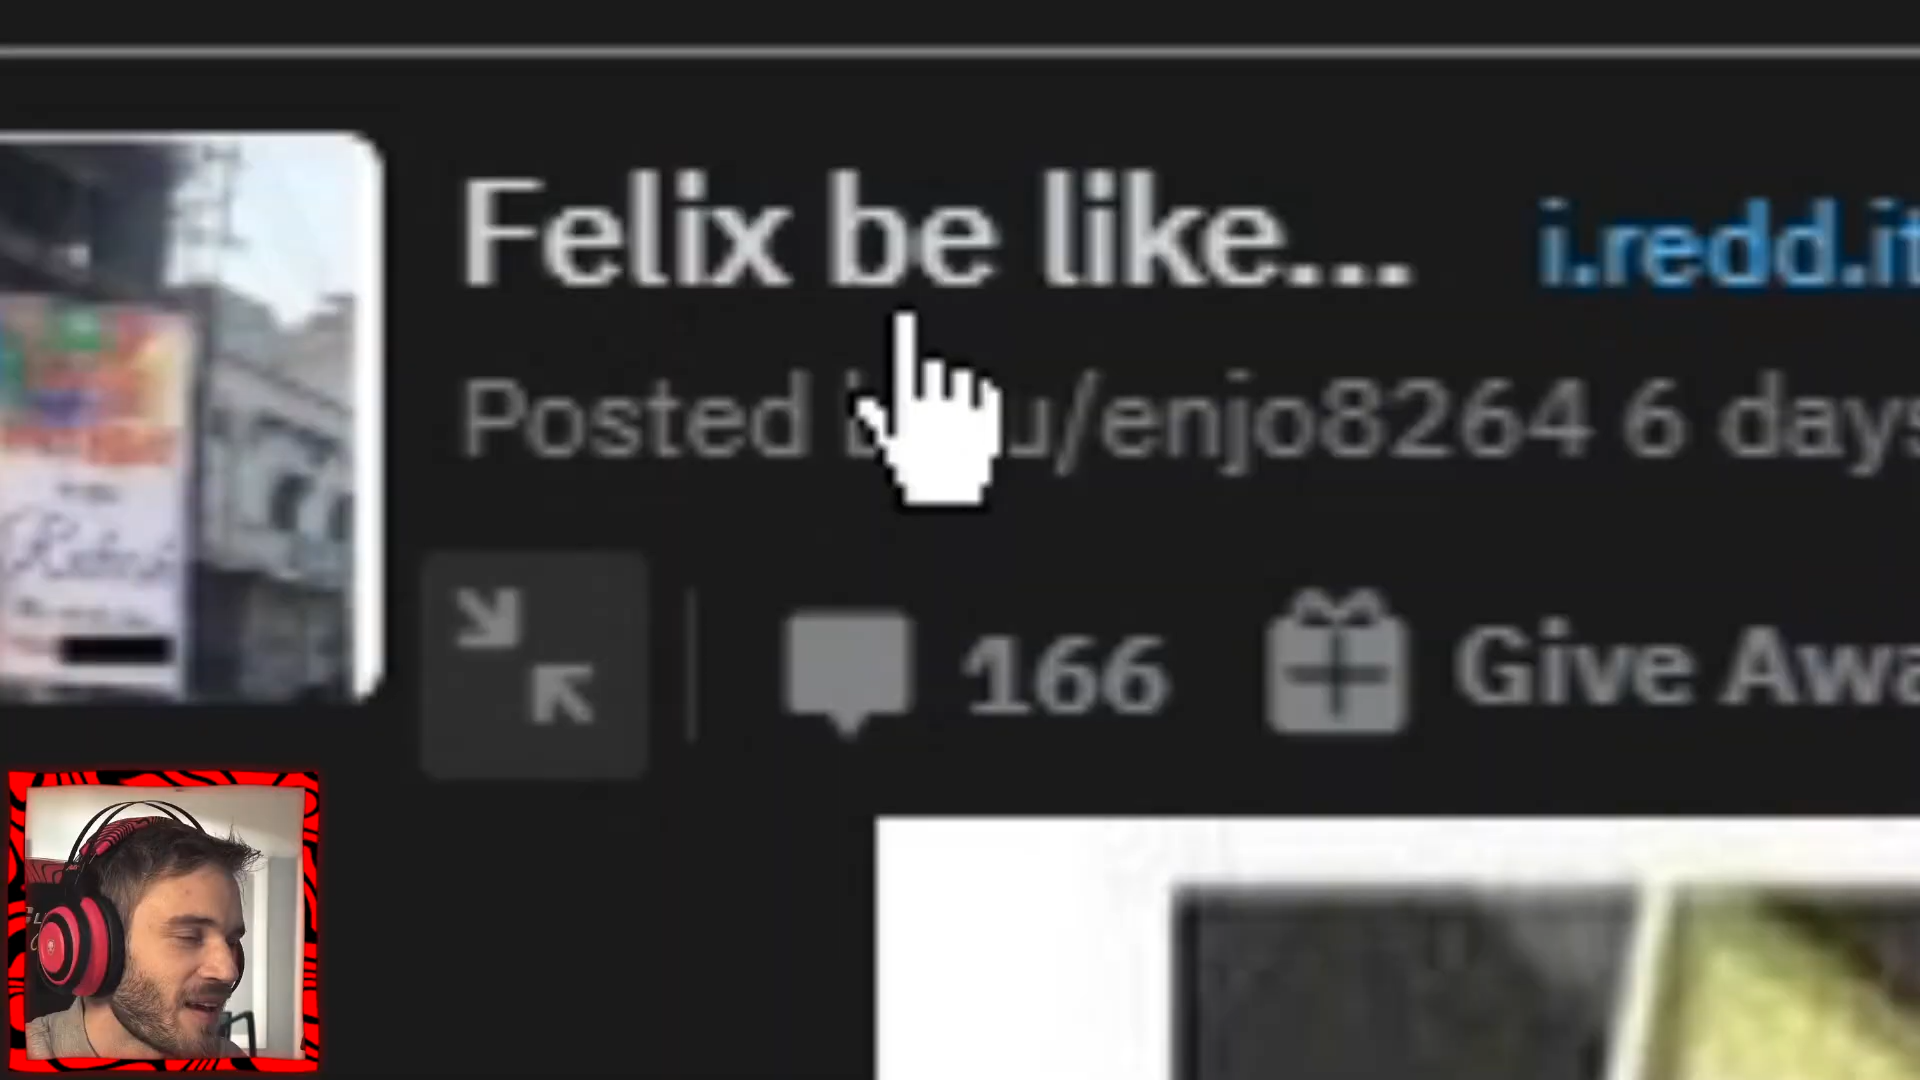 Felix be like... i.redd.it
Posted u/enjo8264 6 days
166 Give Awa